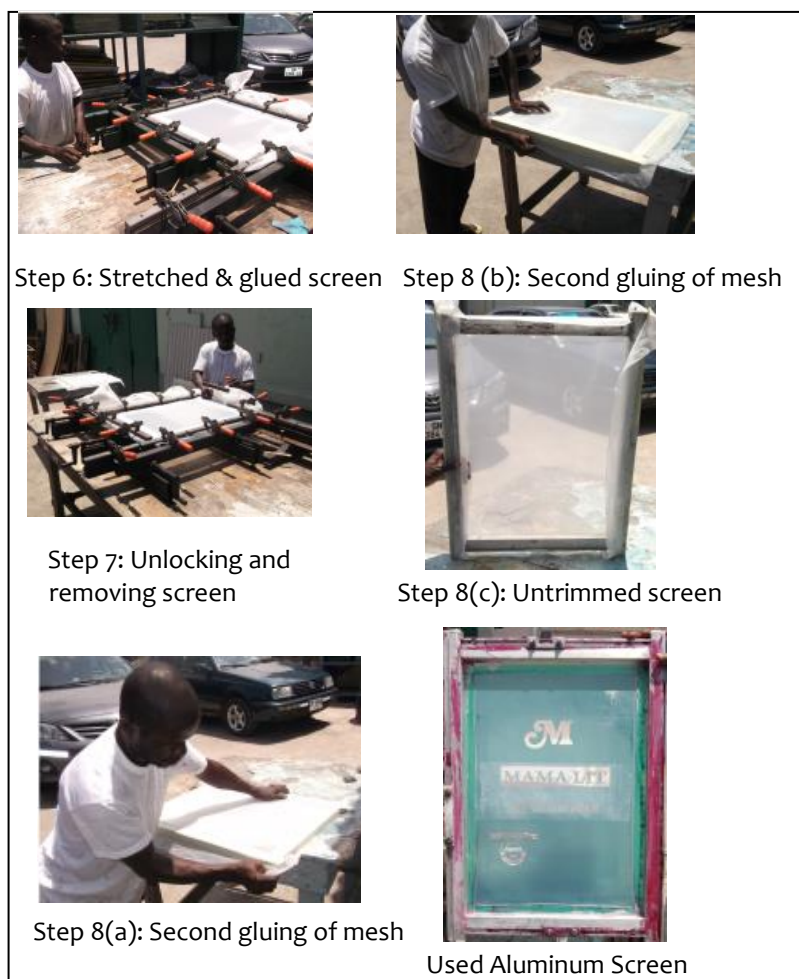 Step 6: Stretched & glued screen
Step 8 (b): Second gluing of mesh
Step 7: Unlocking and
removing screen
Step 8(c): Untrimmed screen
M
MAMA LIT
Step 8(a): Second gluing of mesh
Used Aluminum Screen